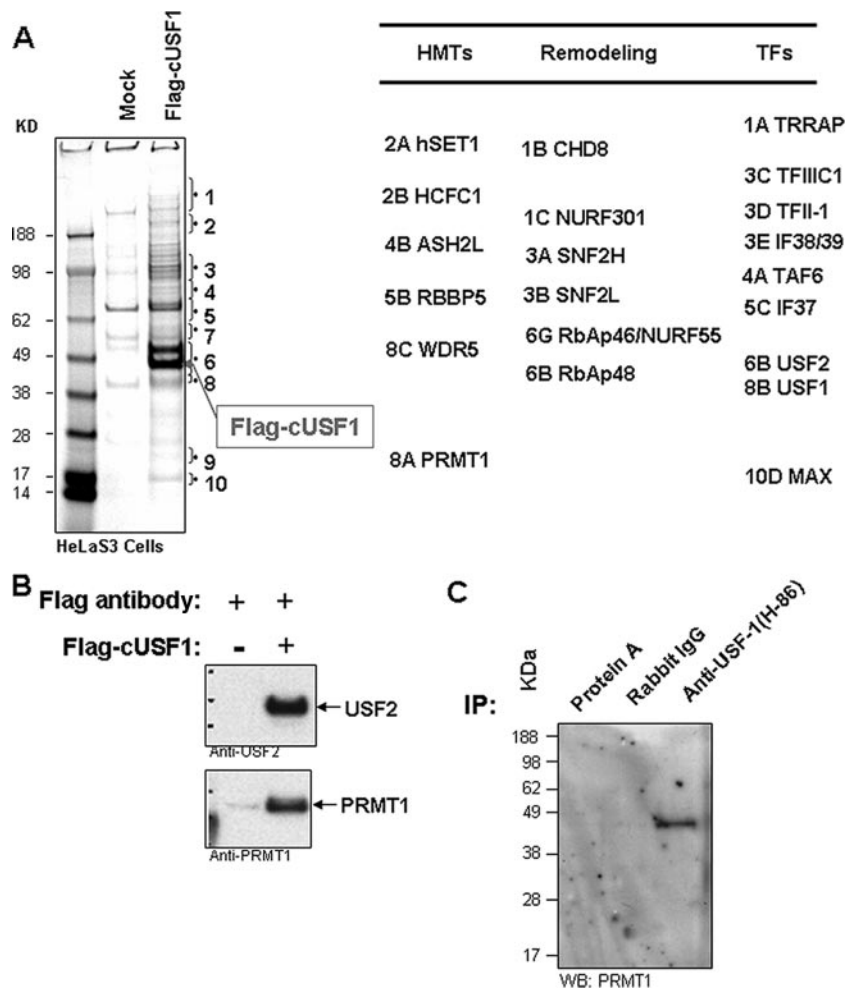 A
Mock
Flag-cUSF1
KD
188
98
62
49
38
28
17
14
1
2
3
4
5
7
6
8
9
10
Flag-cUSF1
HeLaS3 Cells
HMTs Remodeling TFs
1A TRRAP
2A hSET1 1B CHD8
3C TFIIIC1
2B HCFC1
1C NURF301 3D TFII-1
4B ASH2L 3A SNF2H 3E IF38/39
4A TAF6
5B RBBP5 3B SNF2L 5C IF37
8C WDR5 6G RbAp46/NURF55
6B USF2
6B RbAp48 8B USF1
8A PRMT1 10D MAX
B
Flag antibody: + +
Flag-cUSF1: - +
USF2
Anti-USF2
PRMT1
Anti-PRMT1
C
KDa
Protein A
Rabbit IgG
Anti-USF-1(H-86)
IP:
188
98
62
49
38
28
17
WB: PRMT1